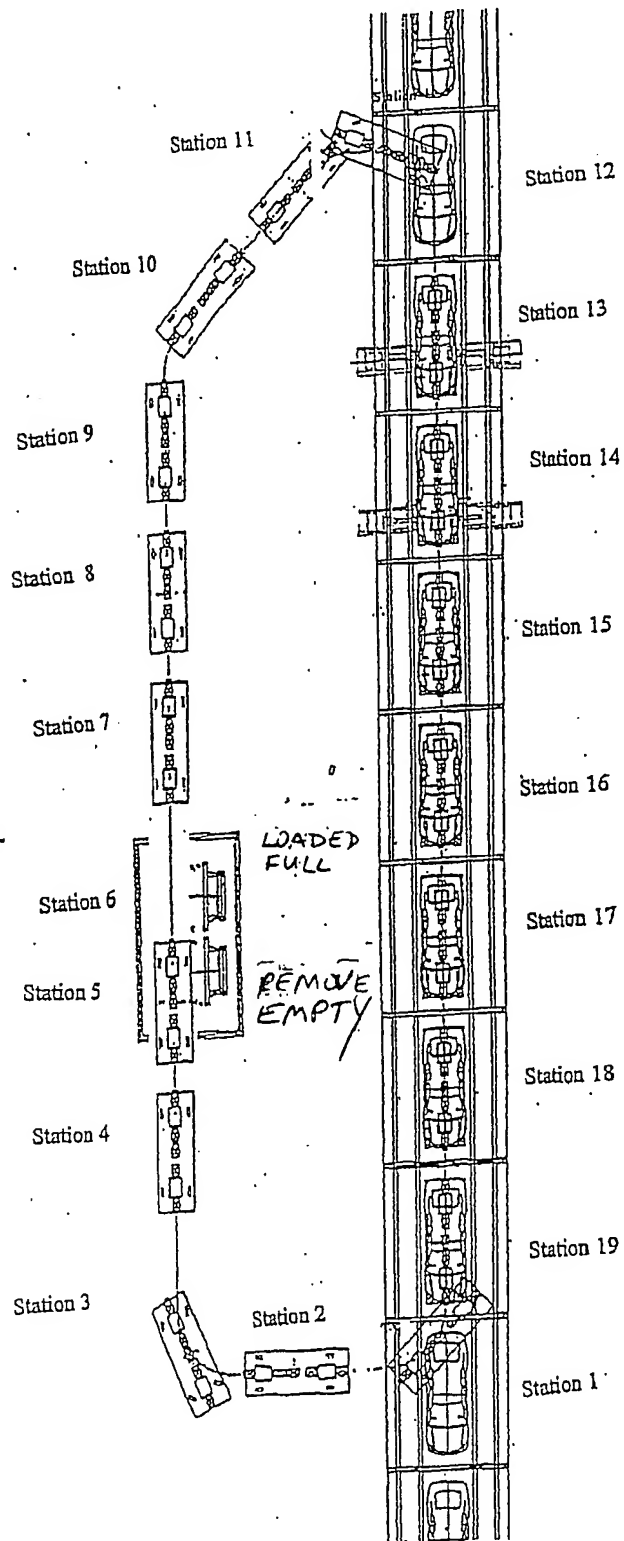 Station
Station 11
Station 12
Station 10
Station 13
Station 9
Station 14
Station 8
Station 15
Station 7
Station 16
LOADED
FULL
Station 6
Station 17
Station 5
REMOVE
EMPTY
Station 18
Station 4
Station 19
Station 3
Station 2
Station 1